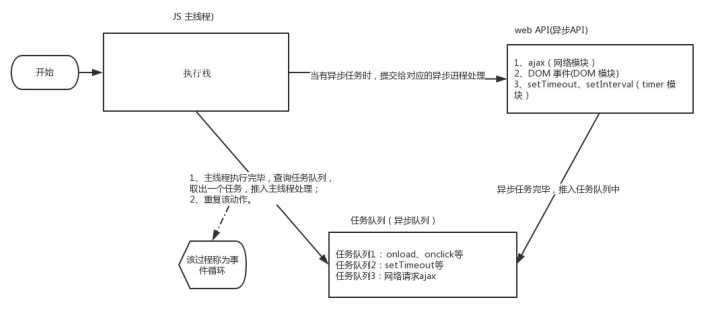 JS 主线程)
web API(异步API)
开始
执行栈
当有异步任务时，提交给对应的异步进程处理
1、ajax（网络模块）
2、DOM 事件(DOM 模块)
3、setTimeout、setInterval（timer 模
块）
1、主线程执行完毕，查询任务队列，
取出一个任务，推入主线程处理；
2、重复该动作。
异步任务完毕，推入任务队列中
该过程称为事
件循环
任务队列（异步队列）
任务队列1：onload、onclick等
任务队列2：setTimeout等
任务队列3：网络请求ajax